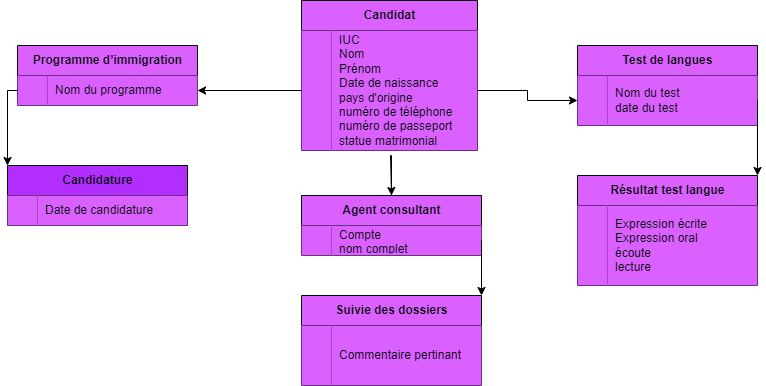 Candidat
IUC
Nom
Prénom
Date de naissance
pays d'origine
numéro de téléphone
numéro de passeport
statue matrimonial
Programme d'immigration
Nom du programme
Candidature
Date de candidature
Agent consultant
Compte
nom complet
Suivie des dossiers
Commentaire pertinant
Test de langues
Nom du test
date du test
Résultat test langue
Expression écrite
Expression oral
écoute
lecture